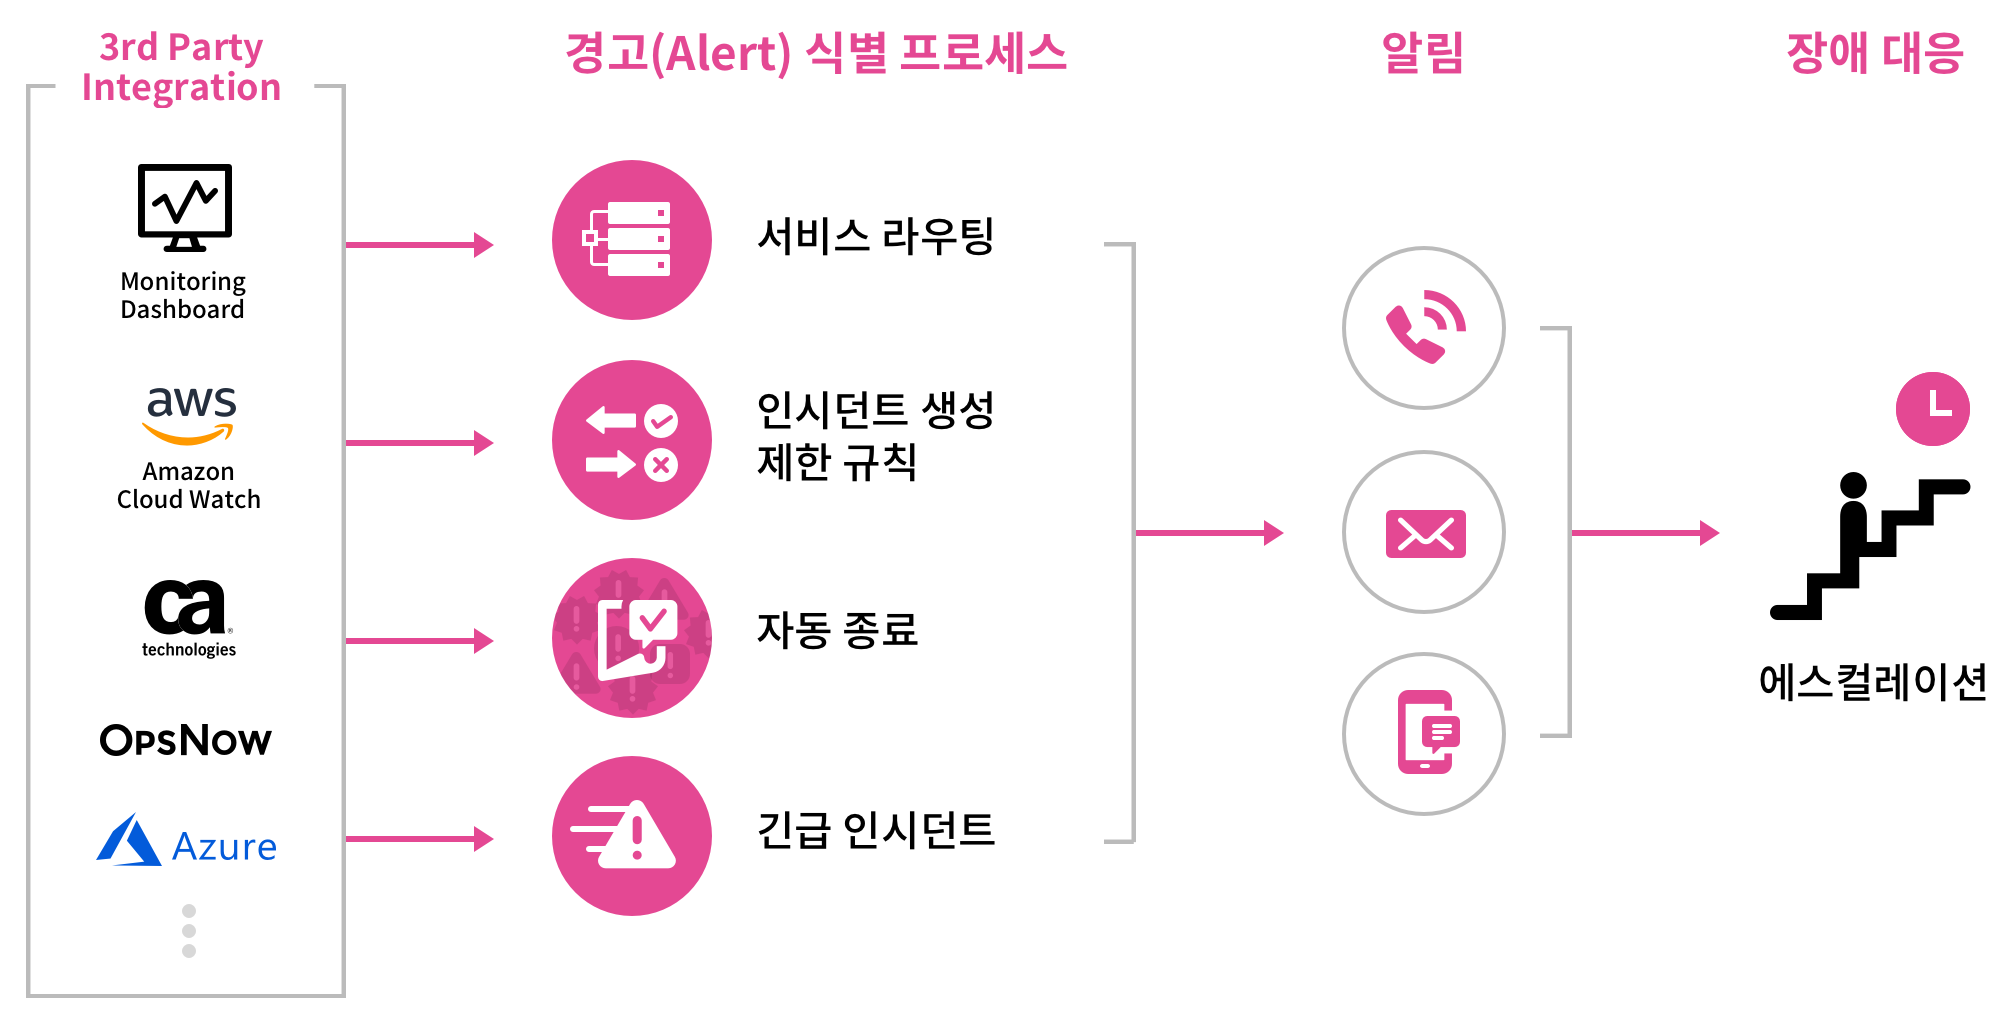 3rd Party
Integration
경고(Alert) 식별 프로세스
알림
장애 대응
Monitoring
Dashboard
aws
Amazon
Cloud Watch
ca
technologies
OpsNow
Azure
서비스 라우팅
인시던트 생성
제한 규칙
자동 종료
긴급 인시던트
에스컬레이션